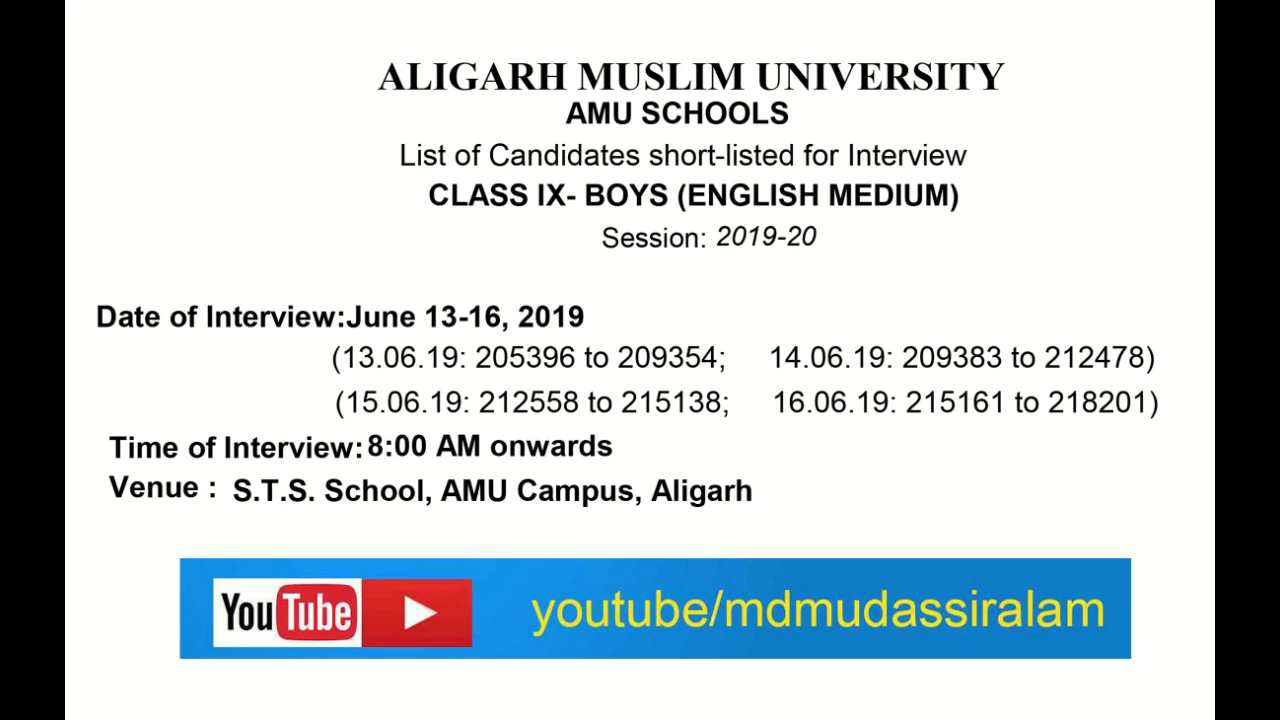 ALIGARH MUSLIM UNIVERSITY
AMU SCHOOLS
List of Candidates short-listed for Interview
CLASS IX- BOYS (ENGLISH MEDIUM)
Session: 2019-20
Date of Interview:June 13-16, 2019
(13.06.19: 205396 to 209354; 14.06.19: 209383 to 212478)
(15.06.19: 212558 to 215138; 16.06.19: 215161 to 218201)
Time of Interview: 8:00 AM onwards
Venue : S.T.S. School, AMU Campus, Aligarh
YouTube youtube/mdmudassiralam